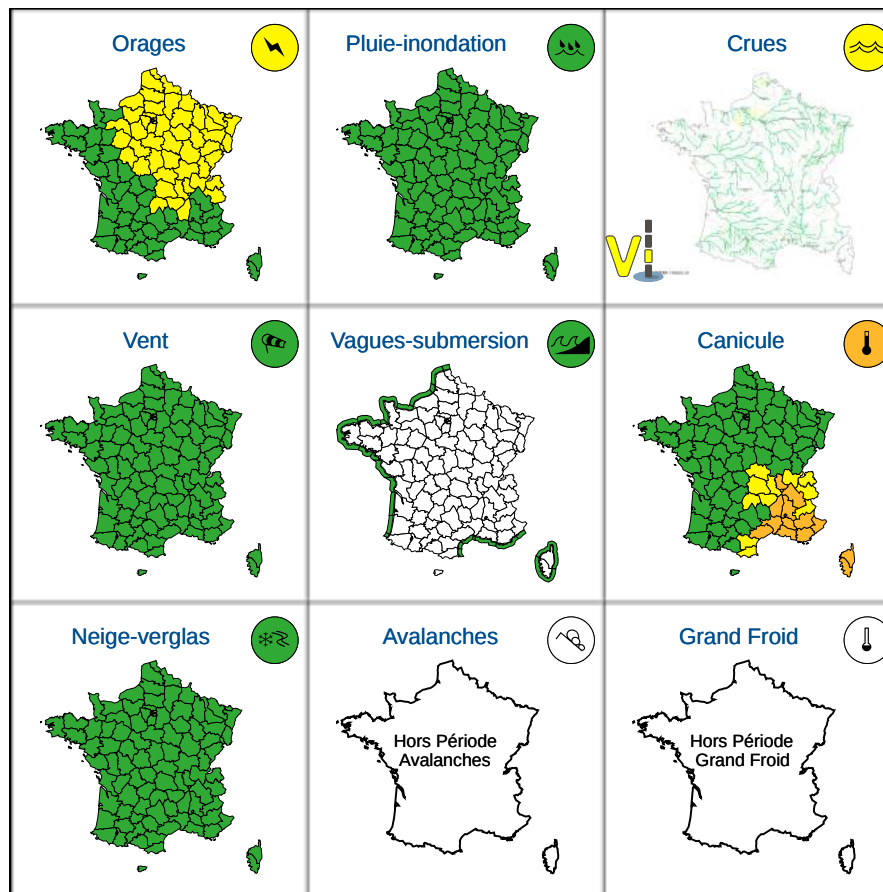 Orages
Pluie-inondation
Crues
Vi
Vent
Vagues-submersion
Canicule
Neige-verglas
Avalanches
Grand Froid
Hors Période
Avalanches
Hors Période
Grand Froid